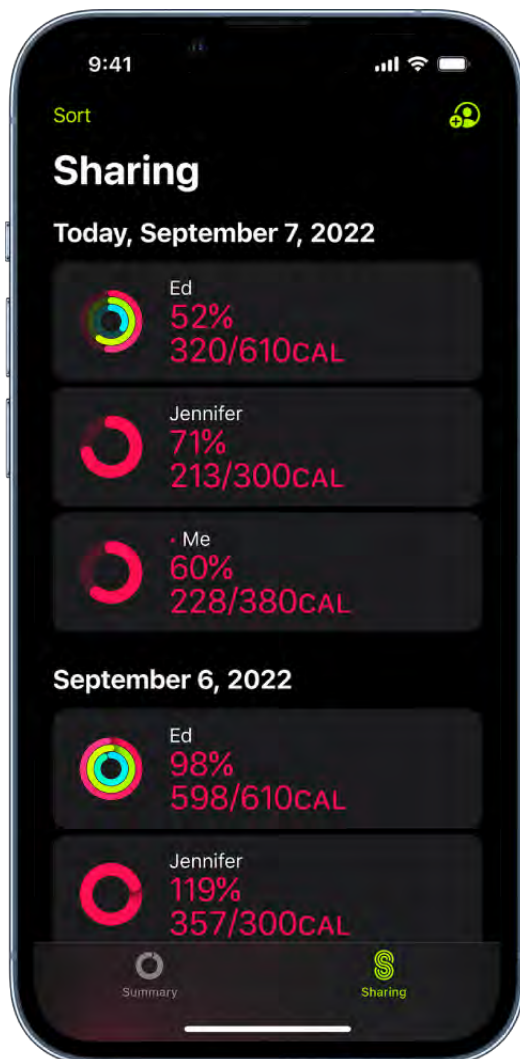 9:41
Sort
Sharing
Today, September 7, 2022
Ed
52%
320/610CAL
Jennifer
71%
213/300CAL
• Me
60%
228/380CAL
September 6, 2022
Ed
98%
598/610CAL
Jennifer
119%
357/300CAL
Summary
Sharing